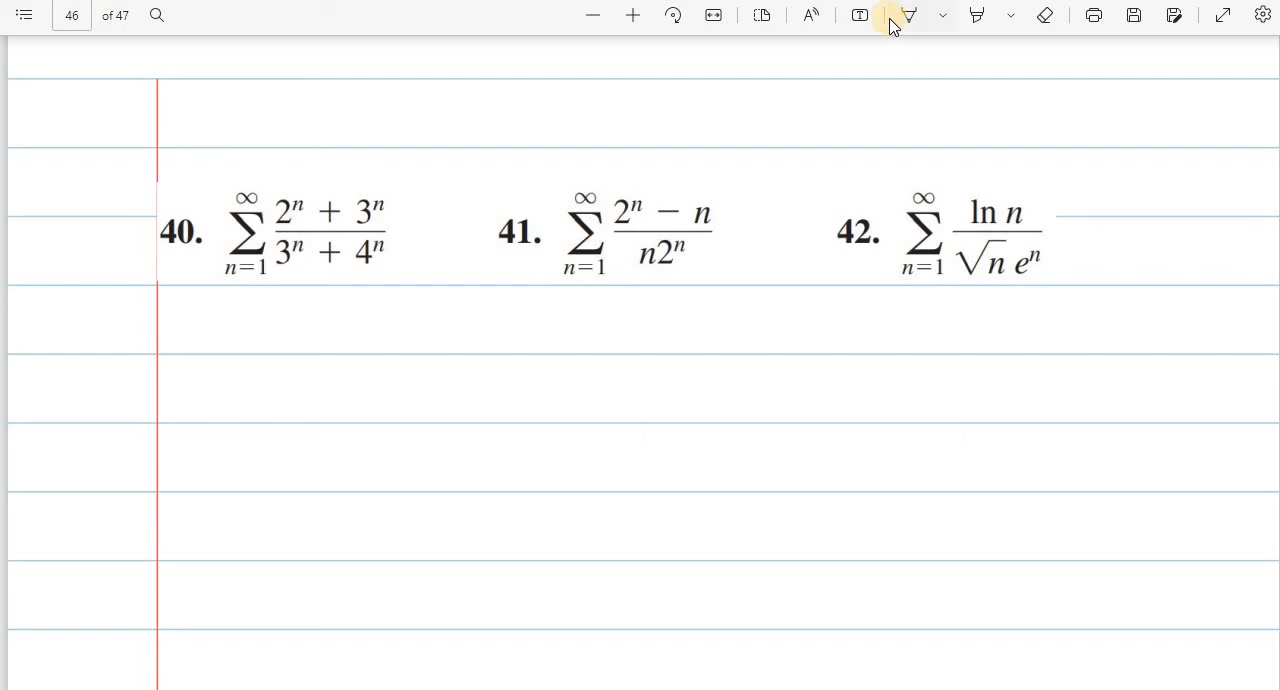 46 of 47
40. \sum_{n=1}^{\infty} \frac{2^n + 3^n}{3^n + 4^n} 41. \sum_{n=1}^{\infty} \frac{2^n - n}{n2^n} 42. \sum_{n=1}^{\infty} \frac{\ln n}{\sqrt{n} e^n}